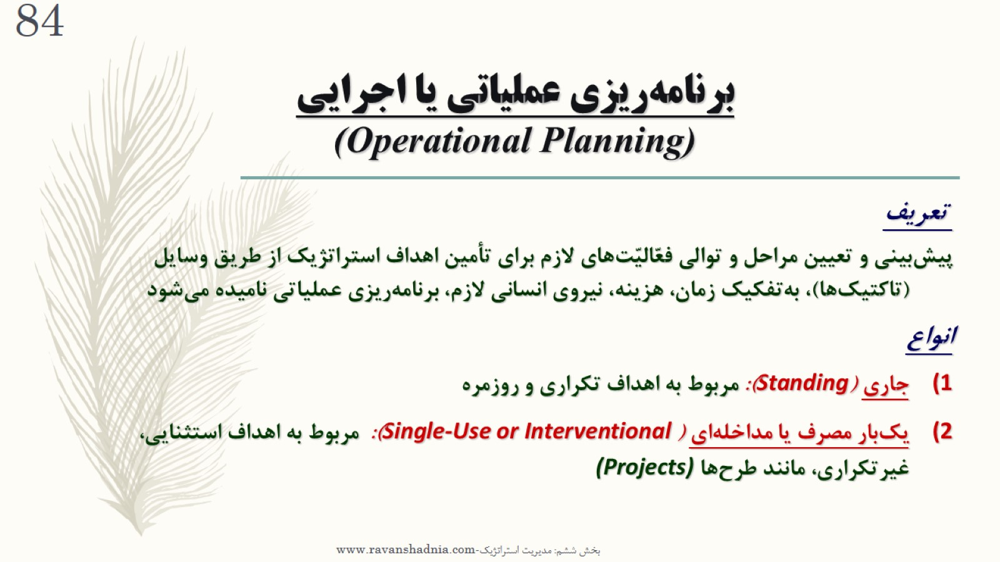 84
برنامه‌ریزی عملیاتی یا اجرایی
(Operational Planning)
تعریف
پیش‌بینی و تعیین مراحل و توالی فعّالیّت‌های لازم برای تأمین اهداف استراتژیک از طریق وسایل
(تاکتیک‌ها)، به‌تفکیک زمان، هزینه، نیروی انسانی لازم، برنامه‌ریزی عملیاتی نامیده می‌شود
انواع
1) جاری (Standing): مربوط به اهداف تکراری و روزمره
2) یک‌بار مصرف یا مداخله‌ای (Single-Use or Interventional): مربوط به اهداف استثنایی،
غیرتکراری، مانند طرح‌ها (Projects)
بخش ششم: مدیریت استراتژیک-www.ravanshadnia.com